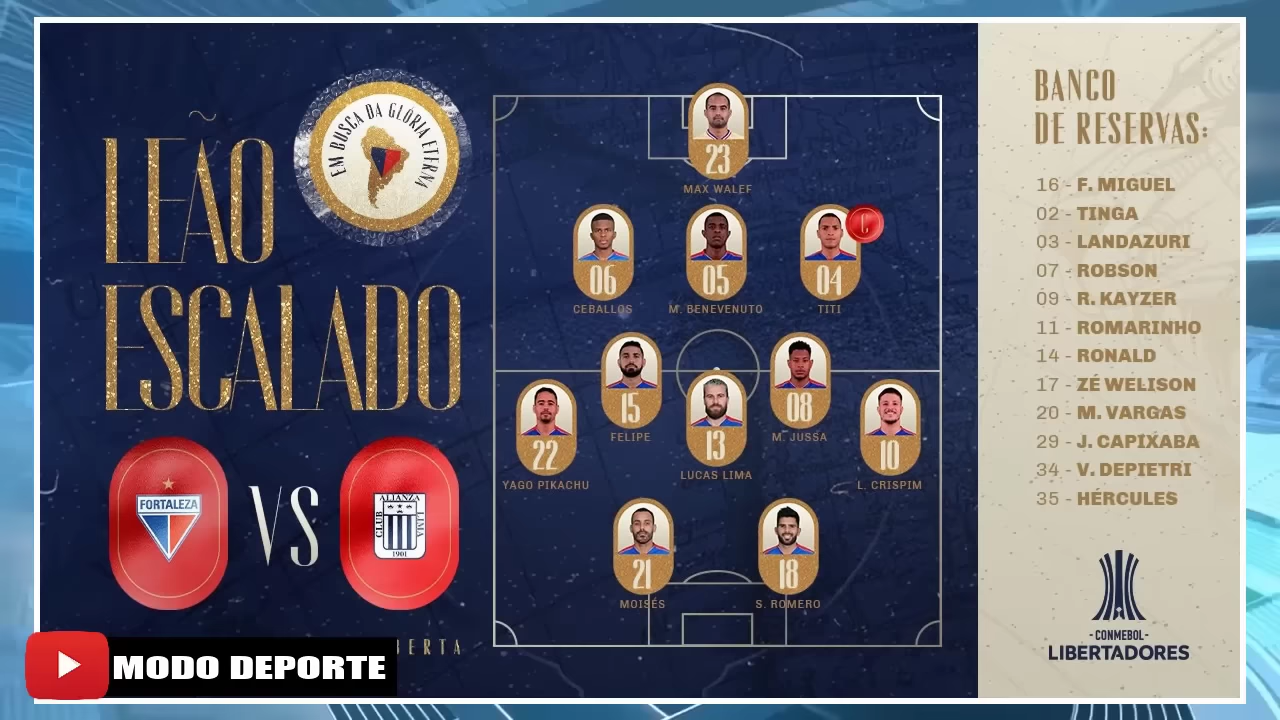 LEÃO
ESCALADO
EM BUSCA DA GLÓRIA ETERNA
FORTALEZA
VS
CLUB ALIANZA LIMA
1901
MODO DEPORTE
23
MAX WALEF
06
CEBALLOS
05
M. BENEVENUTO
C
04
TITI
15
FELIPE
08
M. JUSSA
22
YAGO PIKACHU
13
LUCAS LIMA
10
L. CRISPIM
21
MOISÉS
18
S. ROMERO
BANCO
DE RESERVAS:
16 - F. MIGUEL
02 - TINGA
03 - LANDAZURI
07 - ROBSON
09 - R. KAYZER
11 - ROMARINHO
14 - RONALD
17 - ZÉ WELISON
20 - M. VARGAS
29 - J. CAPIXABA
34 - V. DEPIETRI
35 - HÉRCULES
- CONMEBOL -
LIBERTADORES